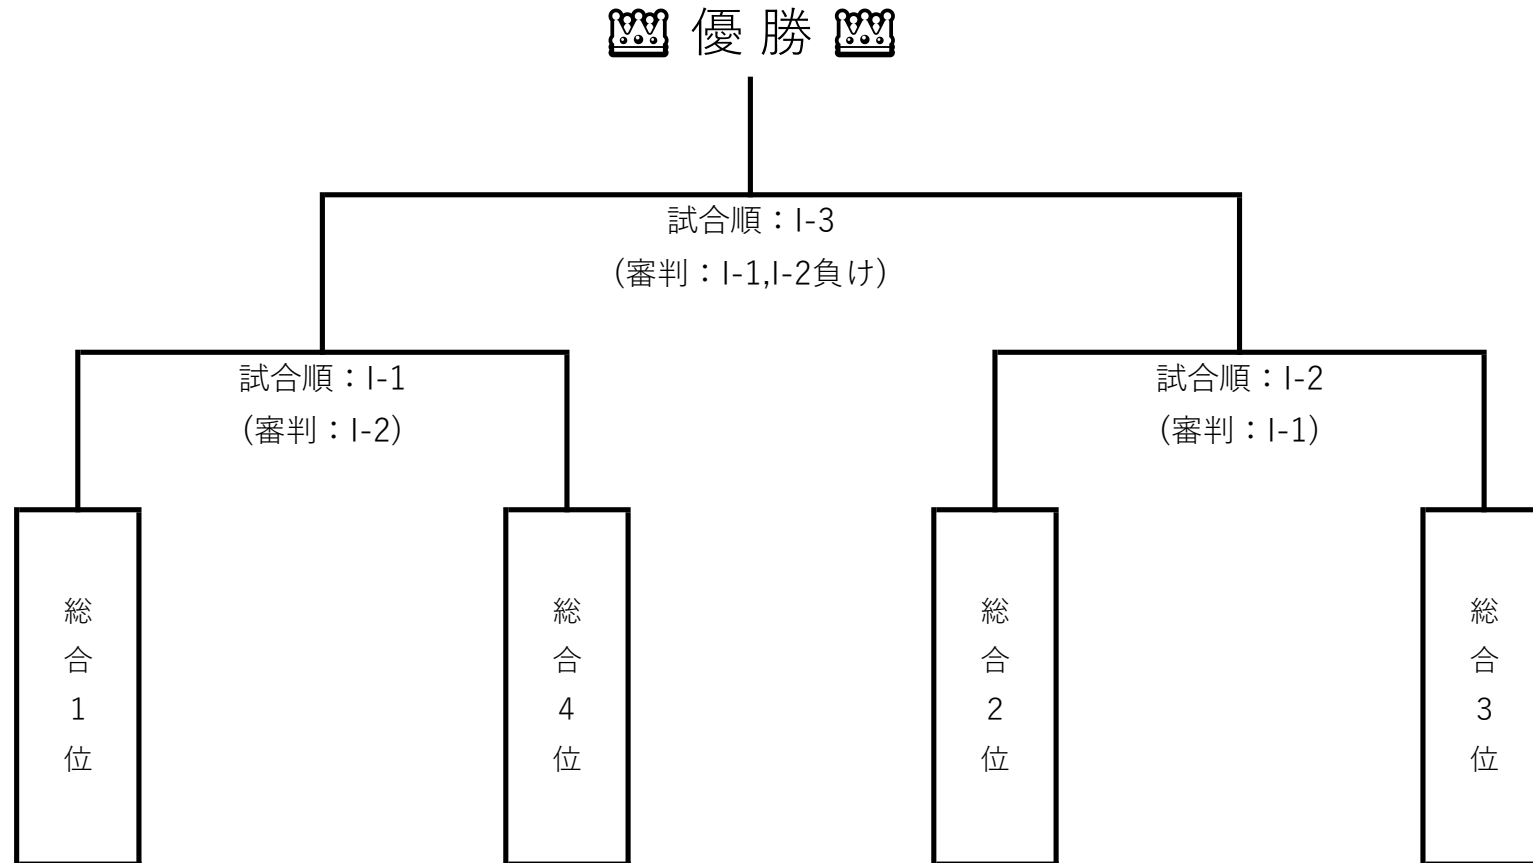 優勝
試合順：I-3
(審判：I-1,I-2負け)
試合順：I-1
(審判：I-2)
試合順：I-2
(審判：I-1)
総合1位
総合4位
総合2位
総合3位